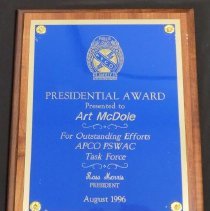 PRESIDENTIAL AWARD
Presented to
Art McDole
For Outstanding Efforts
APCO PSWAC
Task Force
Ross Morris
PRESIDENT
August 1996